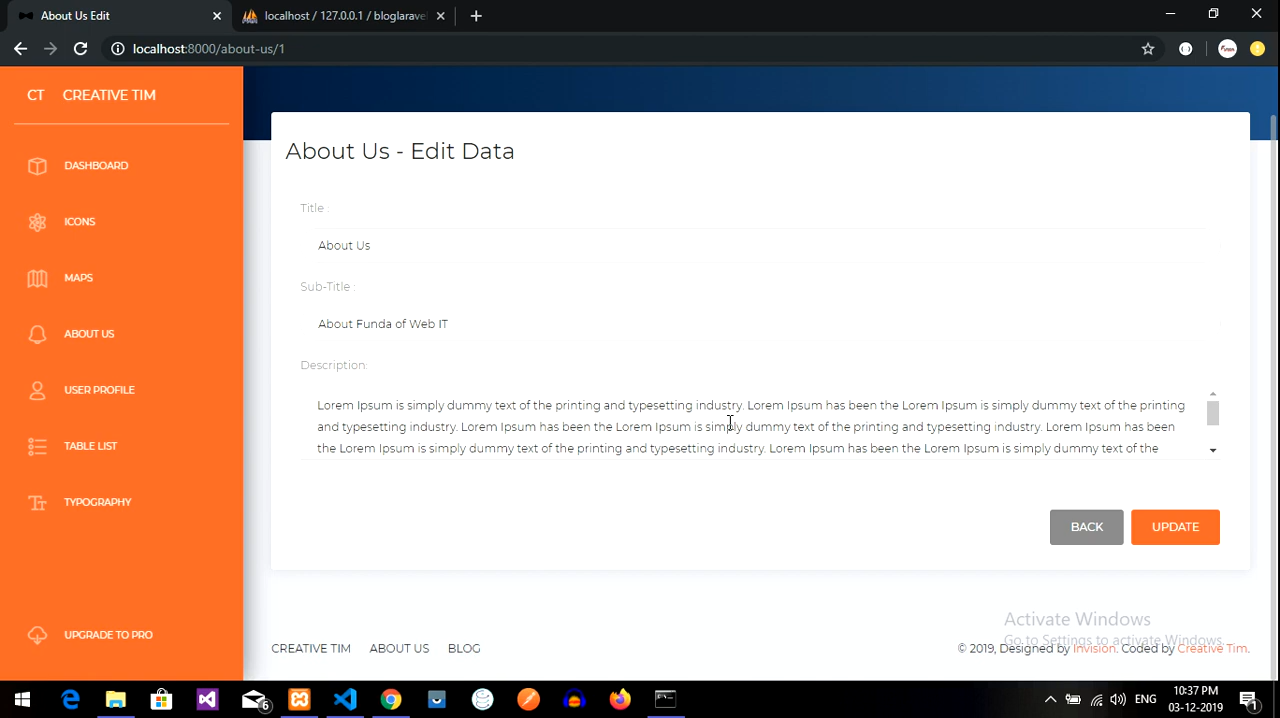 About Us Edit
localhost / 127.0.0.1 / bloglarave
localhost:8000/about-us/1
CT CREATIVE TIM
DASHBOARD
ICONS
MAPS
ABOUT US
USER PROFILE
TABLE LIST
TYPOGRAPHY
UPGRADE TO PRO
About Us - Edit Data
Title :
About Us
Sub-Title :
About Funda of Web IT
Description:
Lorem Ipsum is simply dummy text of the printing and typesetting industry. Lorem Ipsum has been the Lorem Ipsum is simply dummy text of the printing
and typesetting industry. Lorem Ipsum has been the Lorem Ipsum is simply dummy text of the printing and typesetting industry. Lorem Ipsum has been
the Lorem Ipsum is simply dummy text of the printing and typesetting industry. Lorem Ipsum has been the Lorem Ipsum is simply dummy text of the
BACK UPDATE
Activate Windows
Go to Settings to activate Windows.
CREATIVE TIM ABOUT US BLOG
© 2019, Designed by Invision. Coded by Creative Tim.
6
ENG
10:37 PM
03-12-2019
1